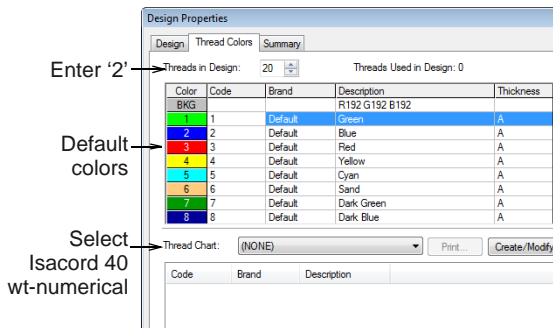 Design Properties
Design Thread Colors Summary
Enter ‘2’
Threads in Design: 20 Threads Used in Design: 0
Color Code Brand Description Thickness
BKG R192 G192 B192
1 1 Default Green A
2 2 Default Blue A
Default colors
3 3 Default Red A
4 4 Default Yellow A
5 5 Default Cyan A
6 6 Default Sand A
7 7 Default Dark Green A
8 8 Default Dark Blue A
Select
Isacord 40
wt-numerical
Thread Chart: (NONE) Print... Create/Modify
Code Brand Description